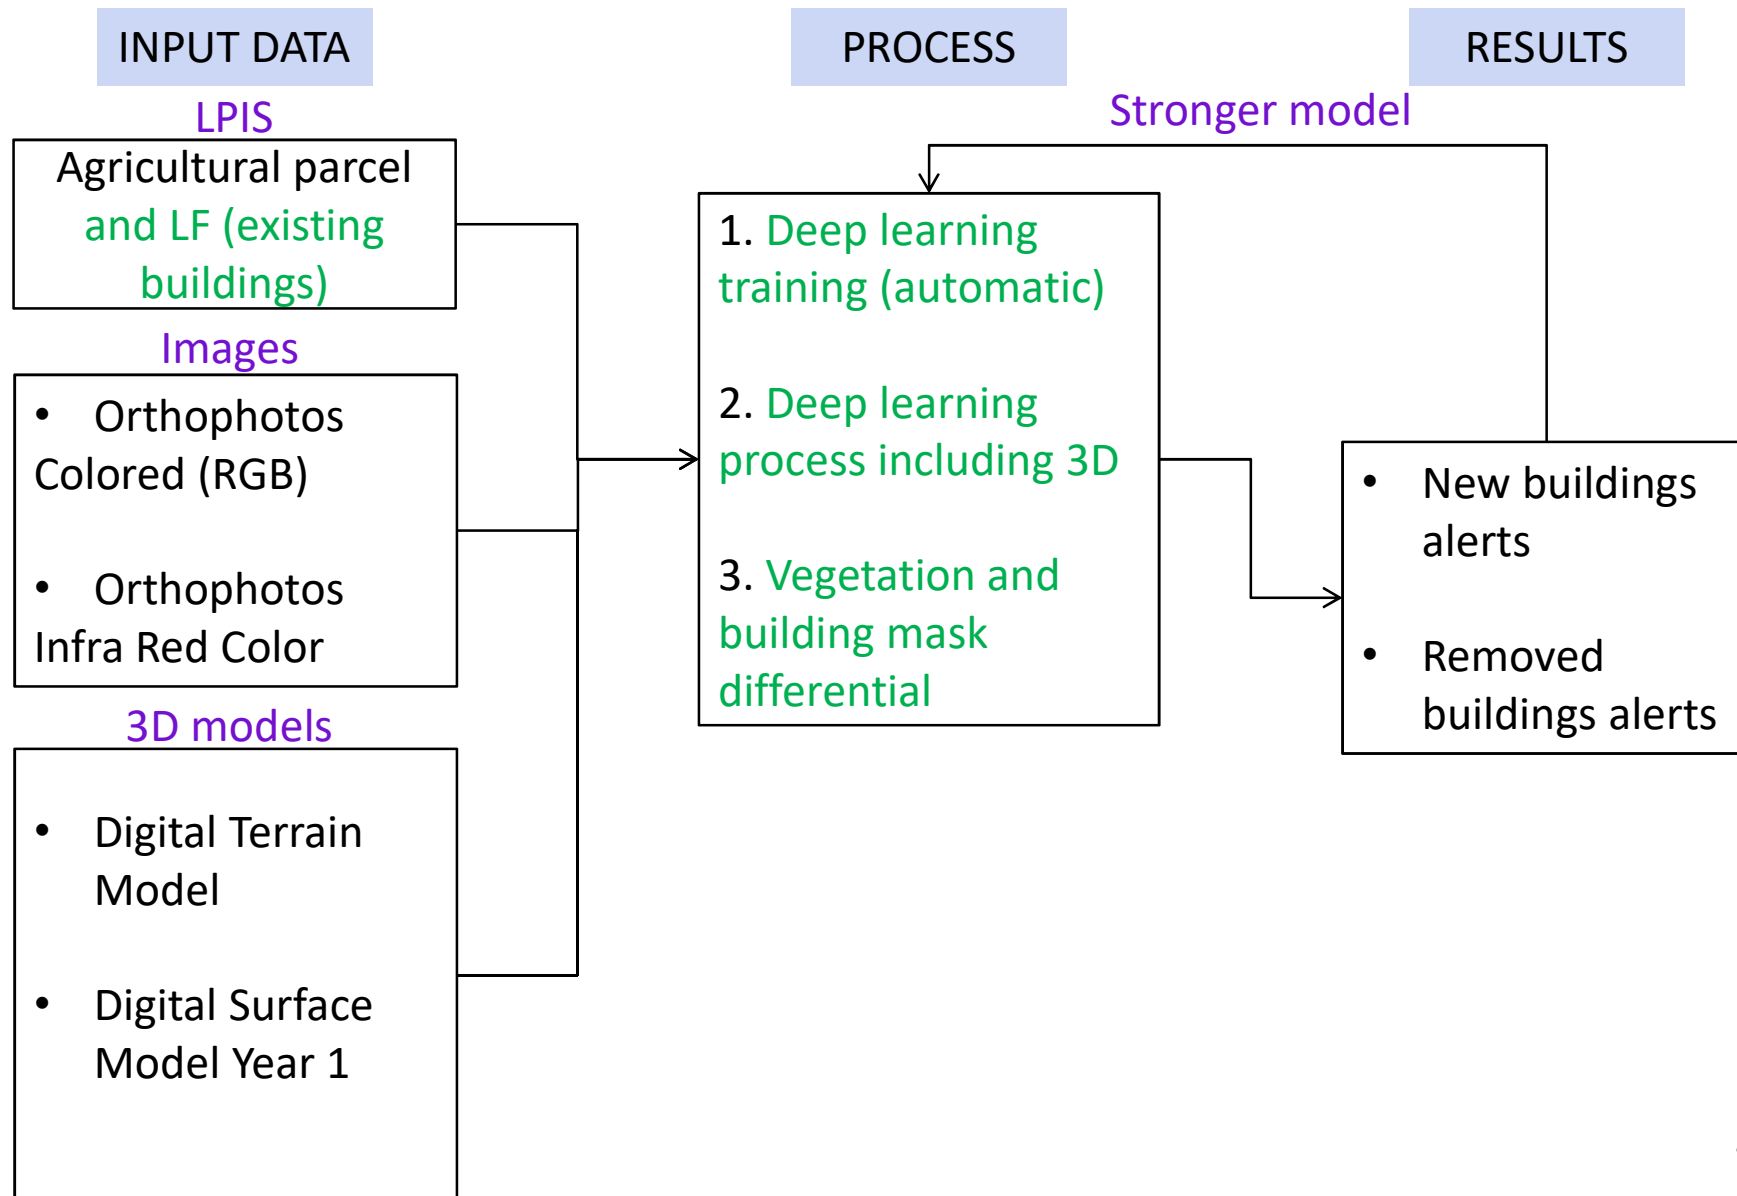 INPUT DATA
PROCESS
RESULTS
LPIS
Agricultural parcel
and LF (existing
buildings)
Images
• Orthophotos
Colored (RGB)
• Orthophotos
Infra Red Color
3D models
• Digital Terrain
Model
• Digital Surface
Model Year 1
Stronger model
1. Deep learning
training (automatic)
2. Deep learning
process including 3D
3. Vegetation and
building mask
differential
• New buildings
alerts
• Removed
buildings alerts